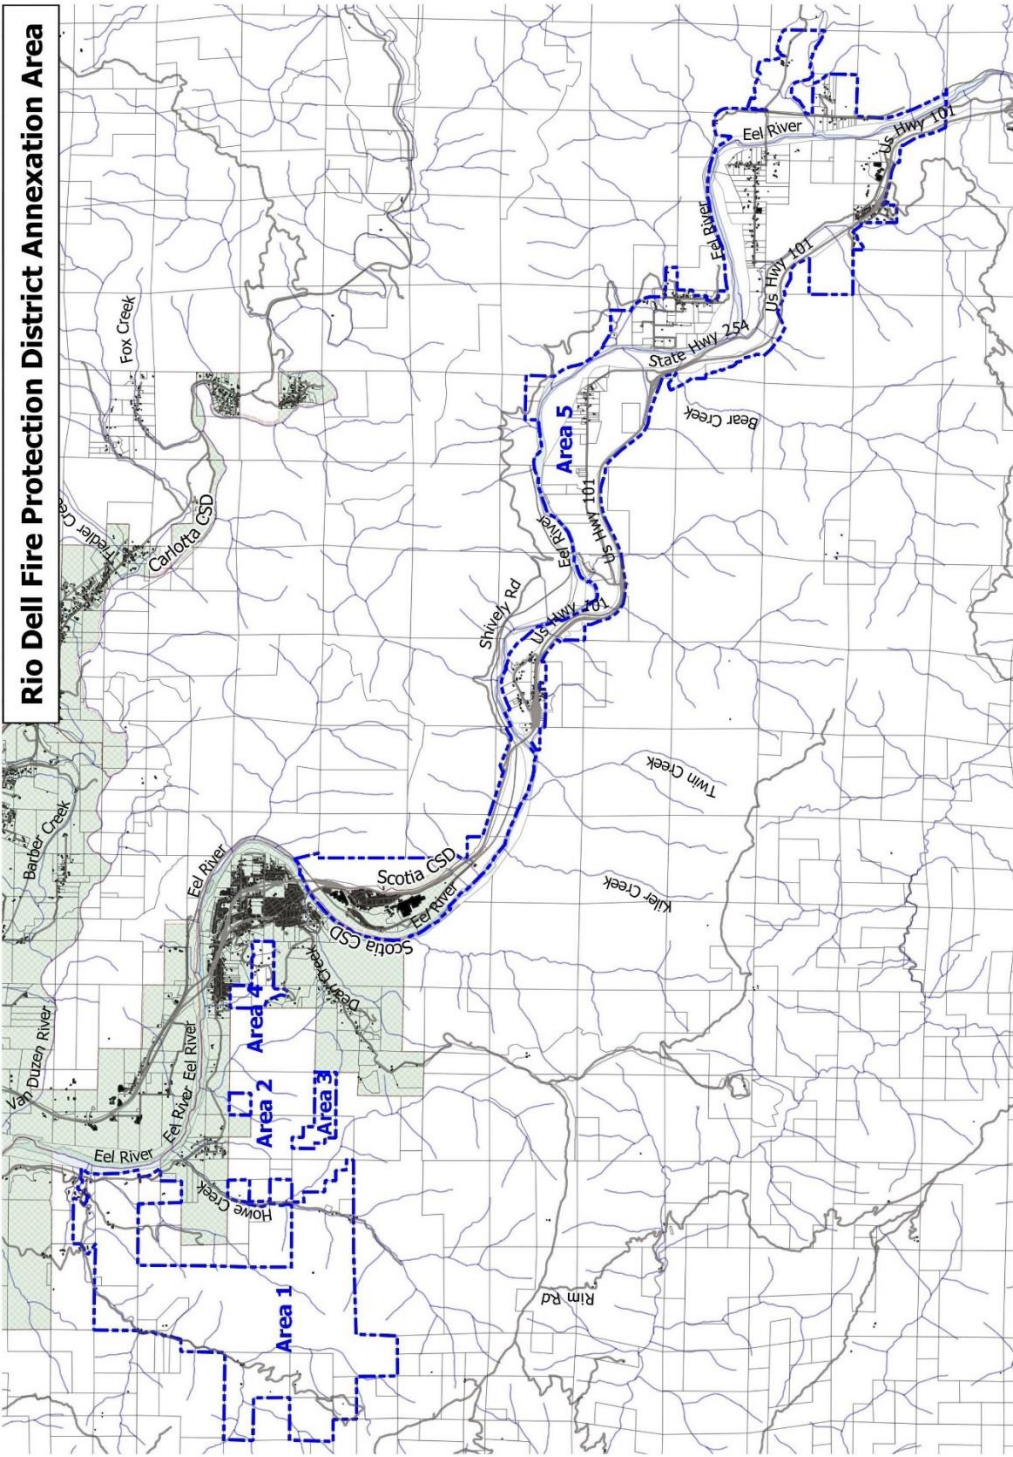 Rio Dell Fire Protection District Annexation Area
Van Duzen River
Barber Creek
Carlotta CSD
Fox Creek
Eel River
Eel River
Eel River
Eel River
Howe Creek
Area 1
Area 2
Area 3
Area 4
Dean Creek
Scotia CSD
Scotia CSD
Eel River
Shively Rd
Us Hwy 101
Eel River
Us Hwy 101
Us Hwy 101
Area 5
State Hwy 254
Bear Creek
Eel River
Us Hwy 101
Eel River
Us Hwy 101
Twin Creek
Kiler Creek
Rim Rd